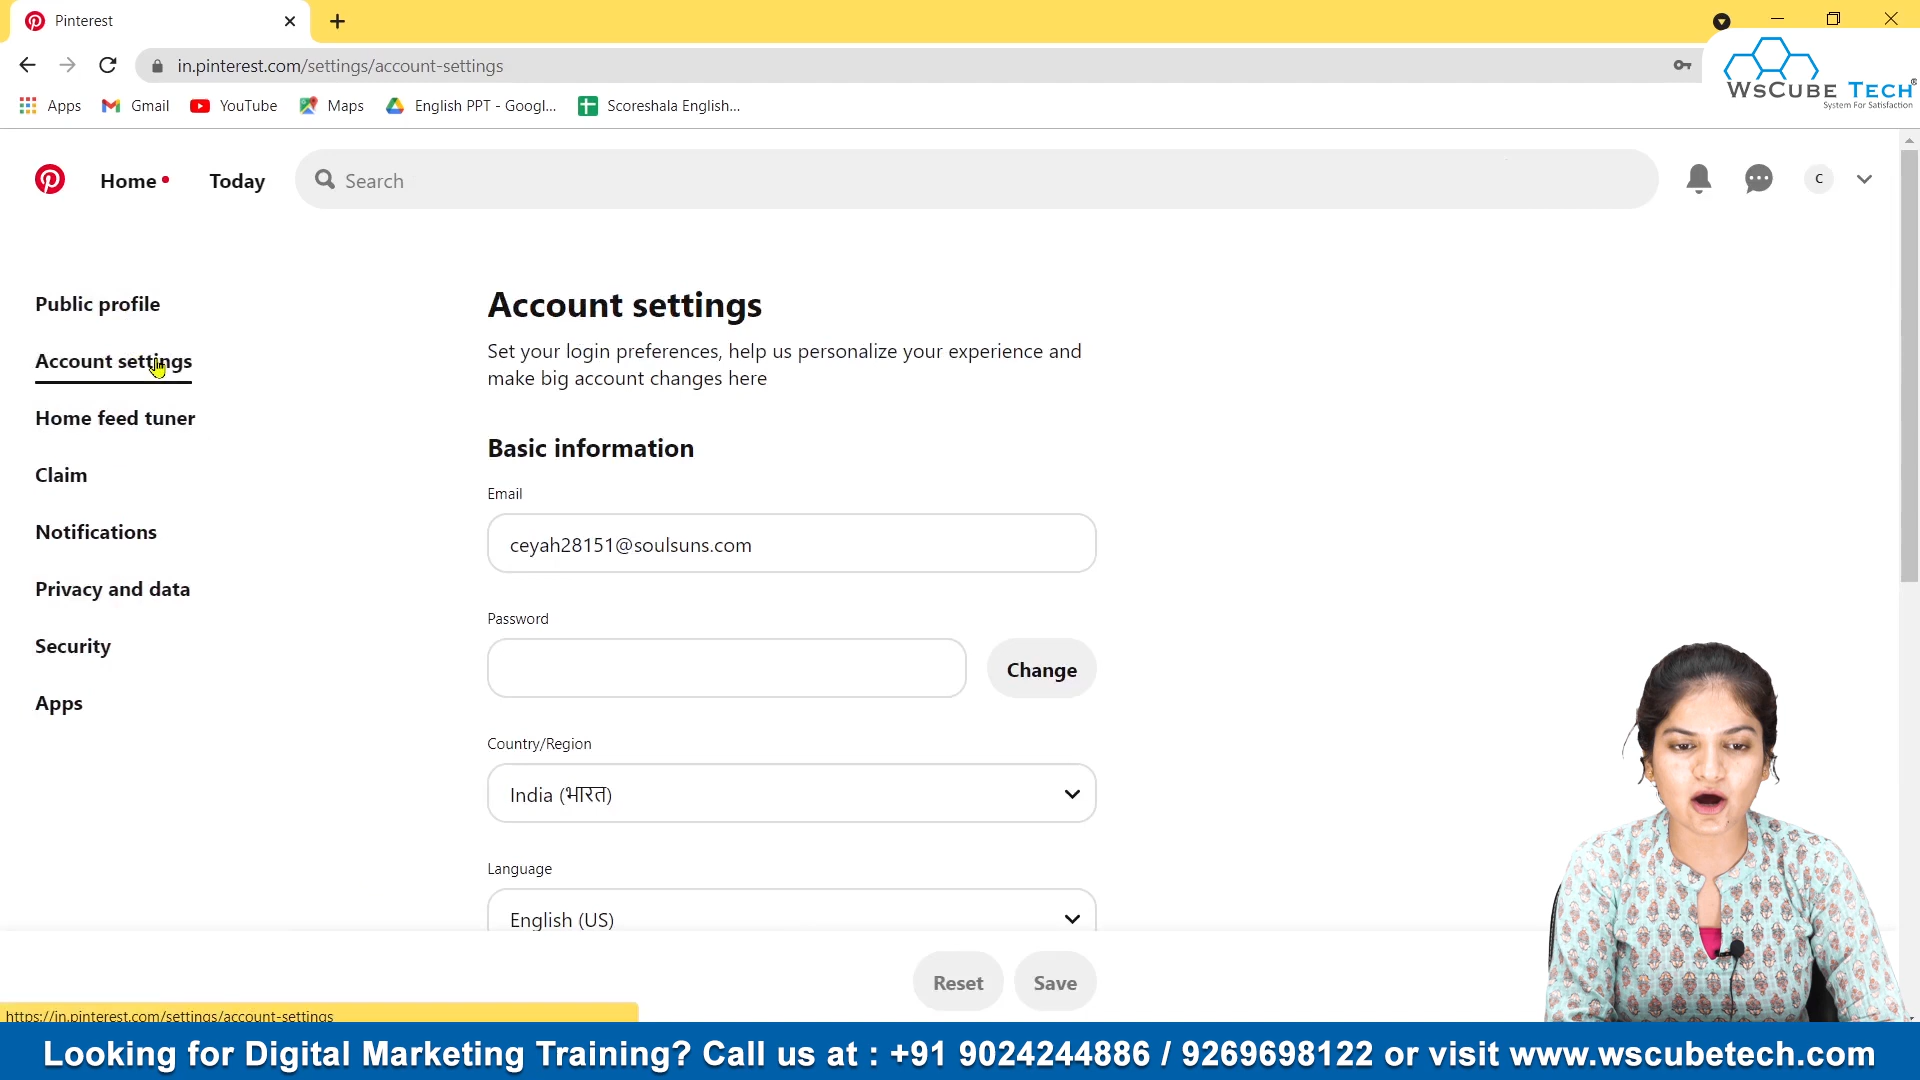 Pinterest
in.pinterest.com/settings/account-settings
Apps Gmail YouTube Maps English PPT - Googl... Scoreshala English...
WsCube Tech®
System For Satisfaction
Home Today Search C
Public profile
Account settings
Home feed tuner
Claim
Notifications
Privacy and data
Security
Apps
Account settings
Set your login preferences, help us personalize your experience and
make big account changes here
Basic information
Email
ceyah28151@soulsuns.com
Password
Change
Country/Region
India (भारत)
Language
English (US)
Reset Save
https://in.pinterest.com/settings/account-settings
Looking for Digital Marketing Training? Call us at : +91 9024244886 / 9269698122 or visit www.wscubetech.com